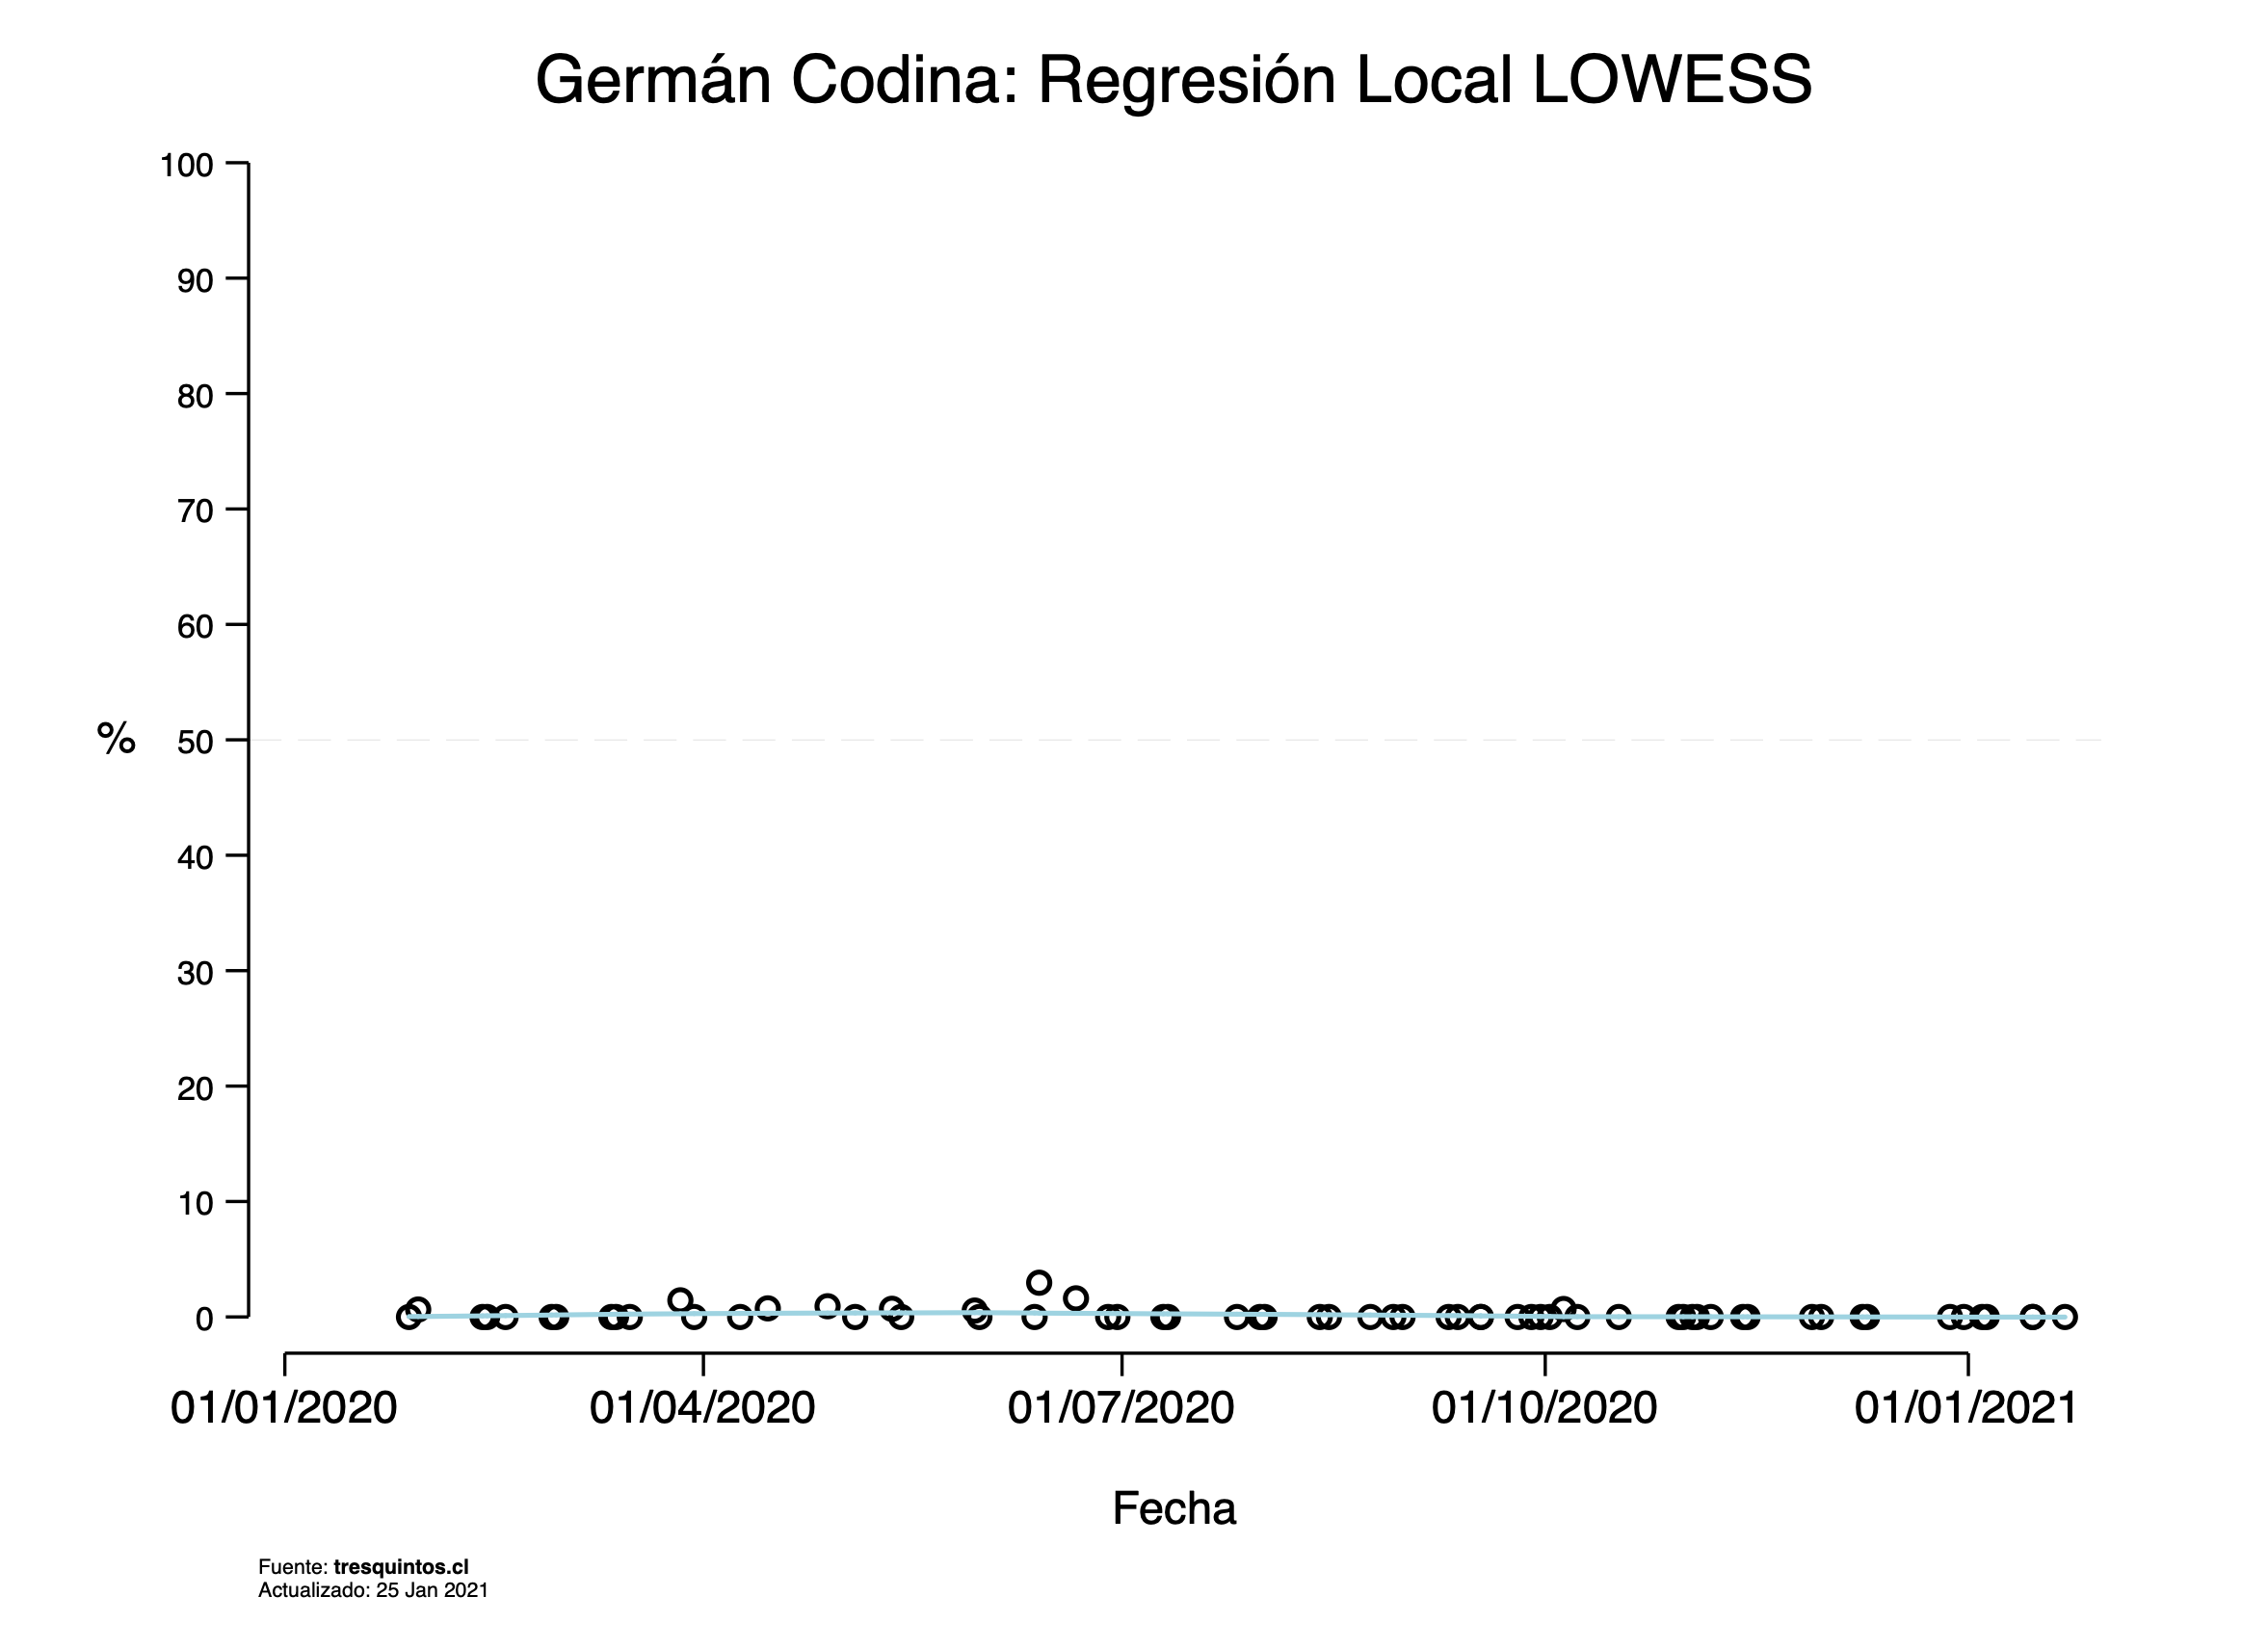 Germán Codina: Regresión Local LOWESS
100
90
80
70
60
% 50
40
30
20
10
0
01/01/2020 01/04/2020 01/07/2020 01/10/2020 01/01/2021
Fecha
Fuente: tresquintos.cl
Actualizado: 25 Jan 2021